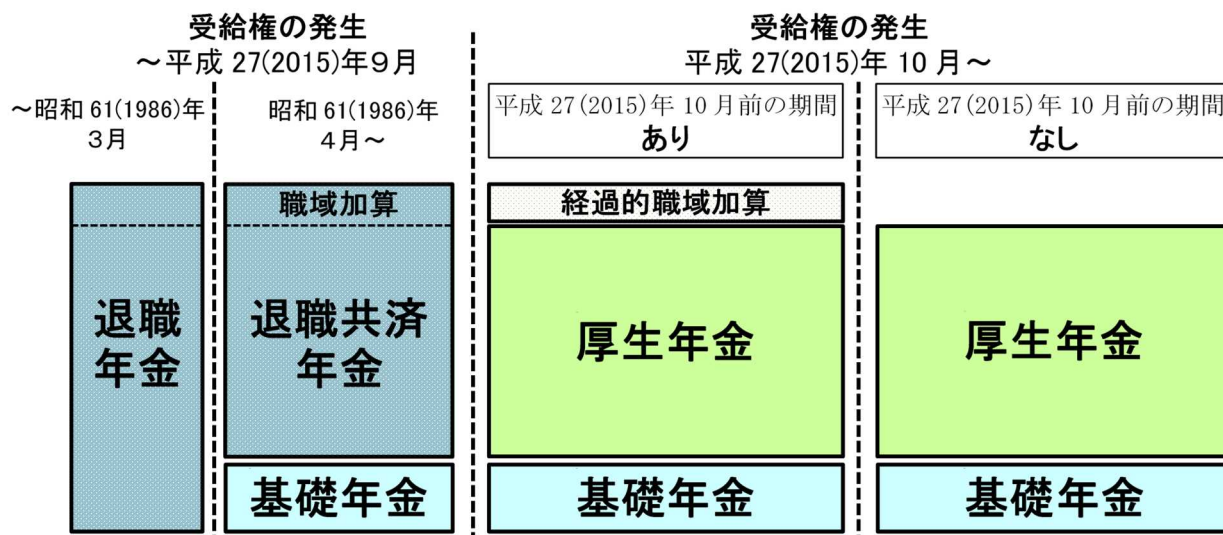 受給権の発生
～平成 27(2015)年９月
受給権の発生
平成 27(2015)年 10 月～
～昭和 61(1986)年
３月
昭和 61(1986)年
４月～
平成 27(2015)年 10 月前の期間
あり
平成 27(2015)年 10 月前の期間
なし
退職
年金
職域加算
退職共済
年金
基礎年金
経過的職域加算
厚生年金
基礎年金
厚生年金
基礎年金